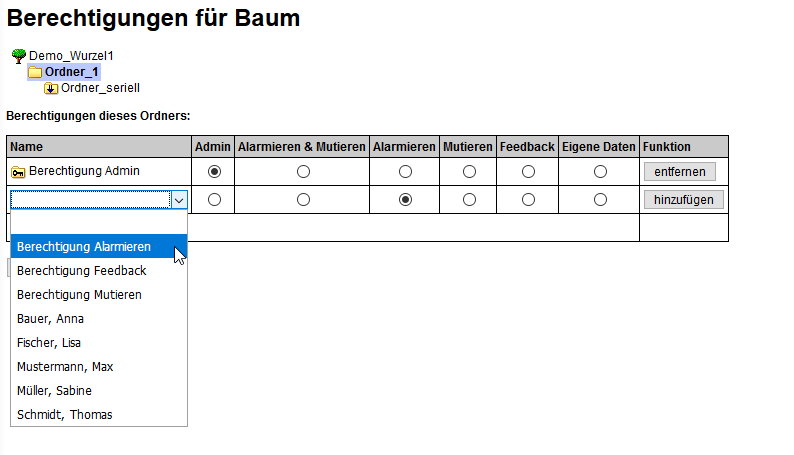 Berechtigungen für Baum
Demo_Wurzel1
Ordner_1
Ordner_seriell
Berechtigungen dieses Ordners:
Name Admin Alarmieren & Mutieren Alarmieren Mutieren Feedback Eigene Daten Funktion
Berechtigung Admin entfernen
hinzufügen
Berechtigung Alarmieren
Berechtigung Feedback
Berechtigung Mutieren
Bauer, Anna
Fischer, Lisa
Mustermann, Max
Müller, Sabine
Schmidt, Thomas